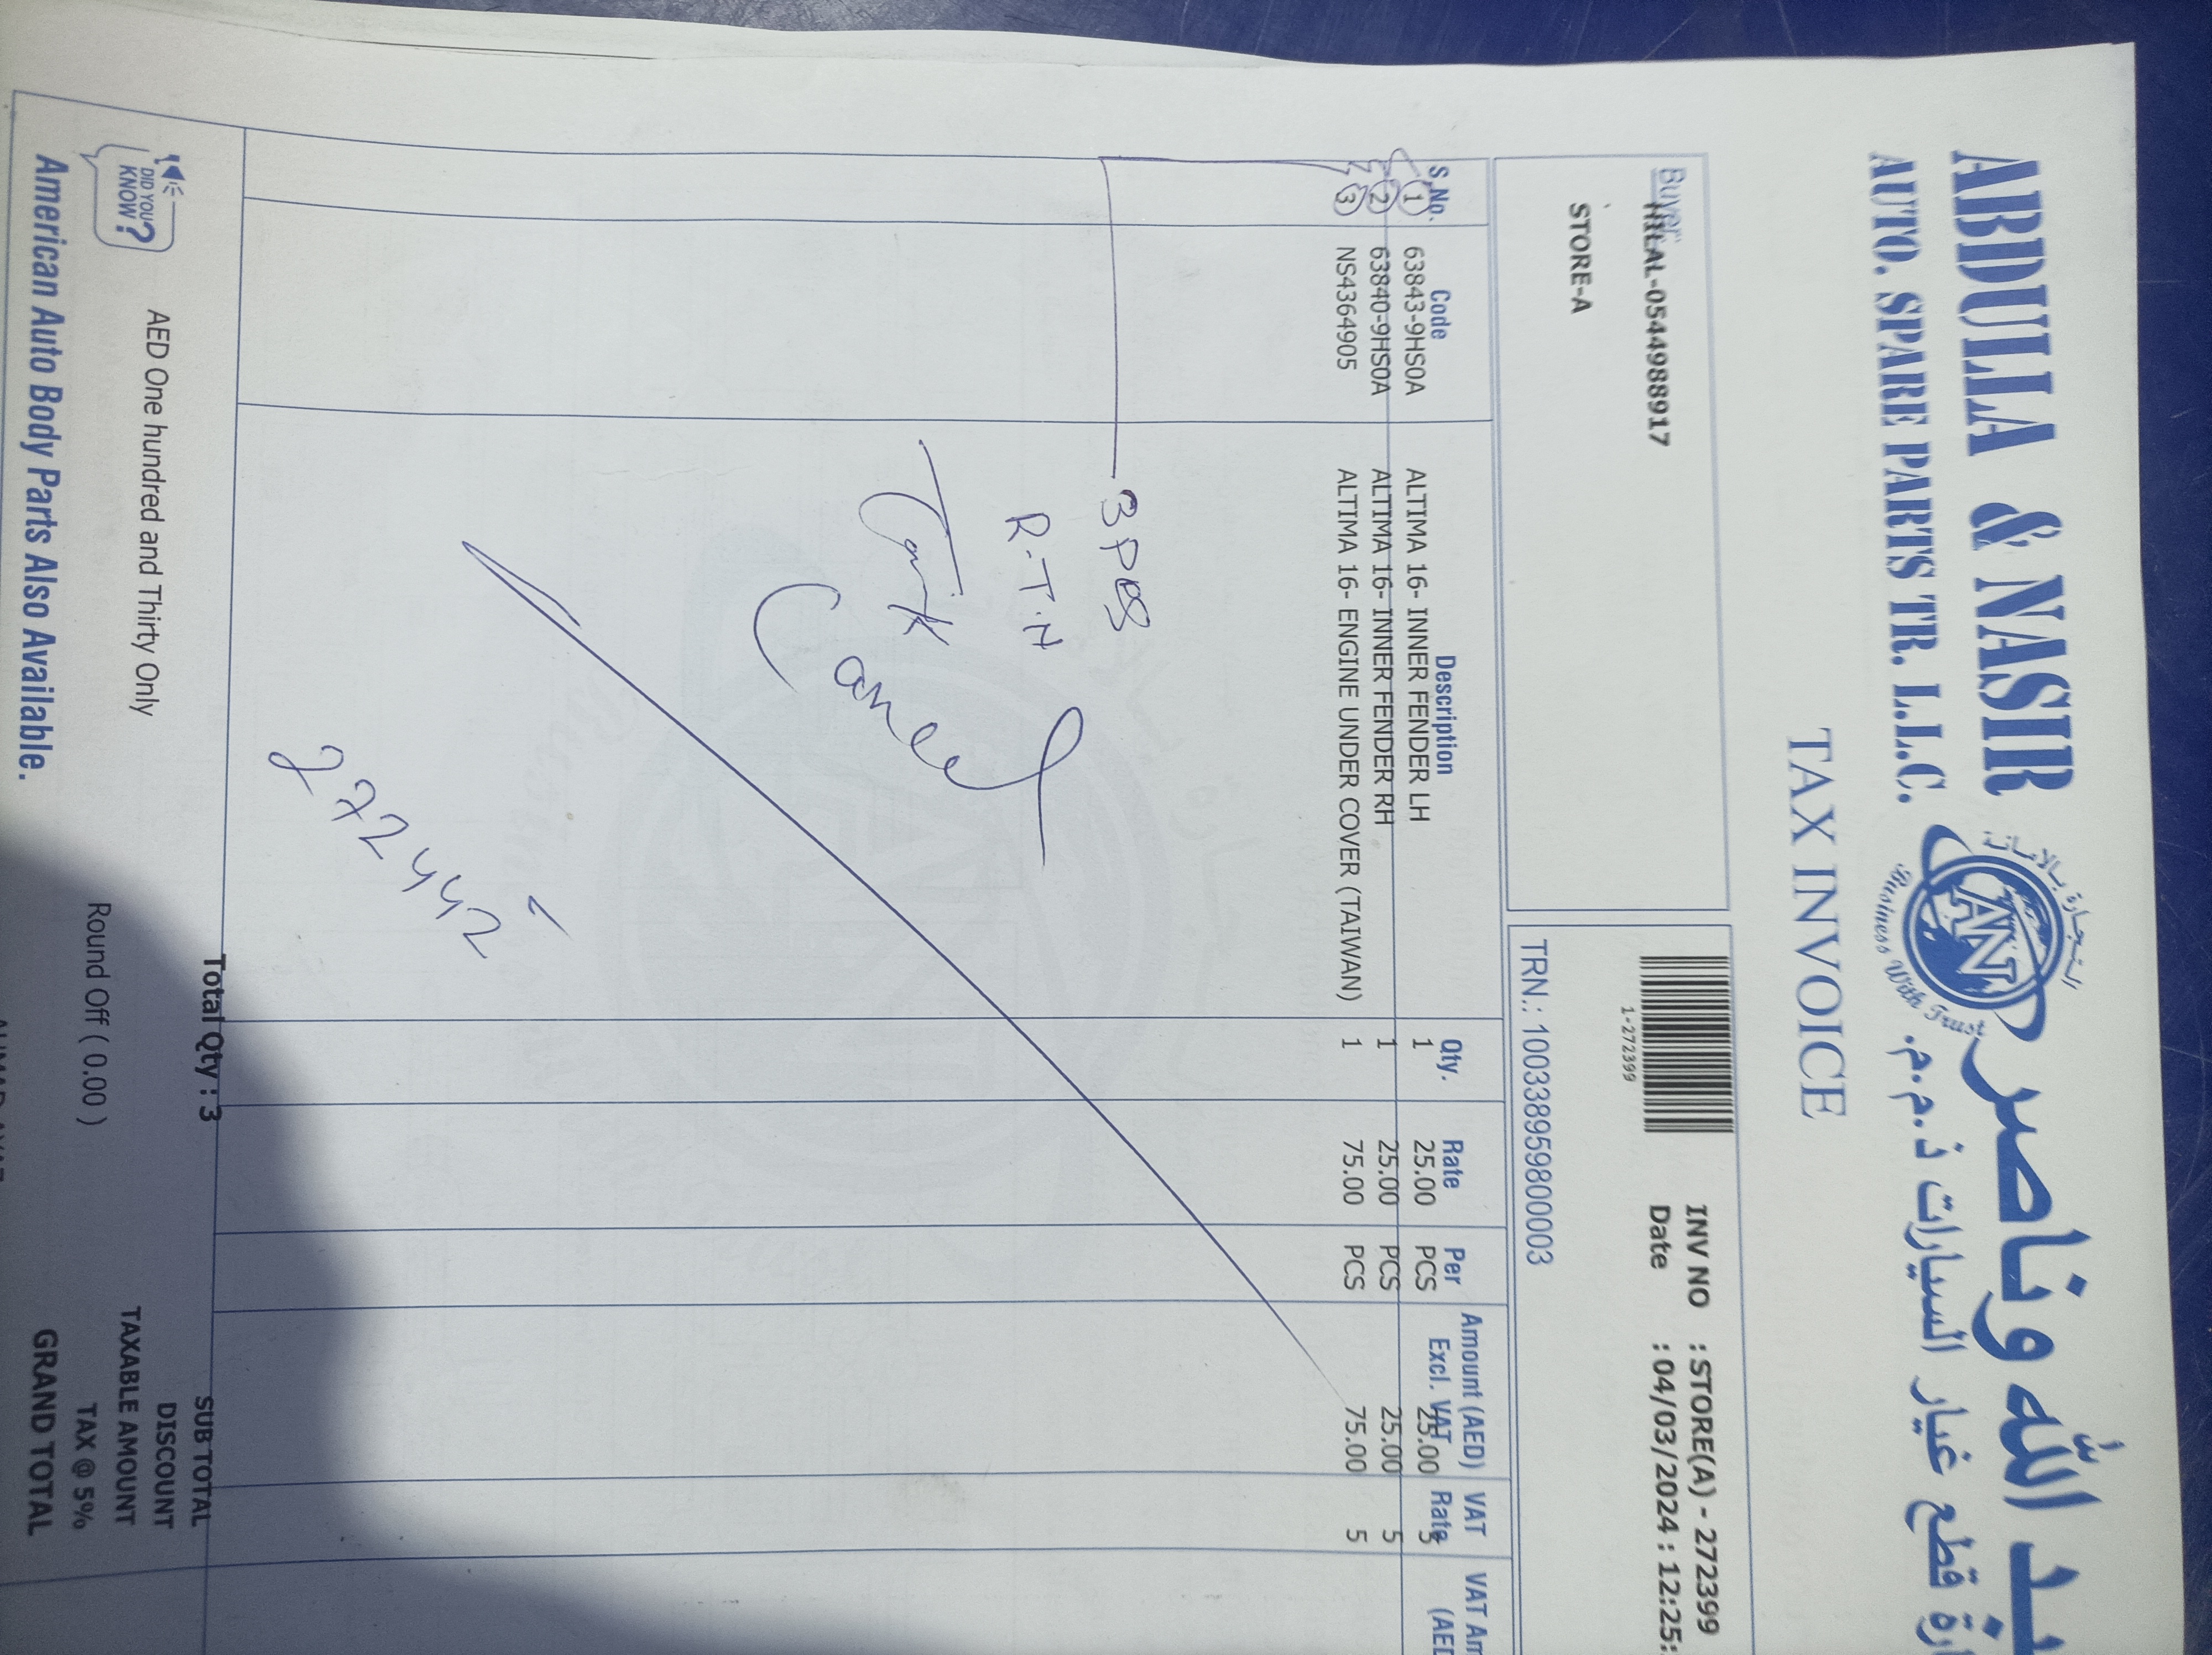 ABDULLA & NASIR
AUTO. SPARE PARTS TR. L.L.C.
التجارة بالأمانة
AN
Business With Trust
وناصر
قطع غيار السيارات ذ.م.م.
TAX INVOICE
Buyer:
HILAL-0544988917
STORE-A
1-272399
INV NO : STORE(A) - 272399
Date : 04/03/2024 : 12:25:
TRN.: 100338959800003
S.No. Code Description Qty. Rate Per Amount (AED) Excl. VAT VAT Rate VAT Am (AED
1 63843-9HS0A ALTIMA 16- INNER FENDER LH 1 25.00 PCS 25.00 5
2 63840-9HS0A ALTIMA 16- INNER FENDER RH 1 25.00 PCS 25.00 5
3 NS4364905 ALTIMA 16- ENGINE UNDER COVER (TAIWAN) 1 75.00 PCS 75.00 5
3 PCS
R.T.N
Cancel
272442
Total Qty : 3
SUB TOTAL
DISCOUNT
AED One hundred and Thirty Only
TAXABLE AMOUNT
Round Off ( 0.00 )
TAX @ 5%
GRAND TOTAL
DID YOU KNOW?
American Auto Body Parts Also Available.